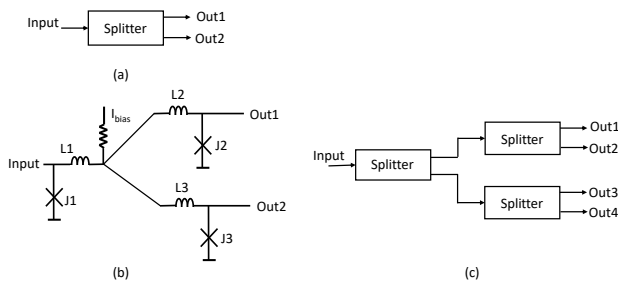 Input
Splitter
Out1
Out2
(a)
I_bias
L2
Out1
L1
Input
J2
J1
L3
Out2
J3
(b)
Input
Splitter
Splitter
Out1
Out2
Splitter
Out3
Out4
(c)